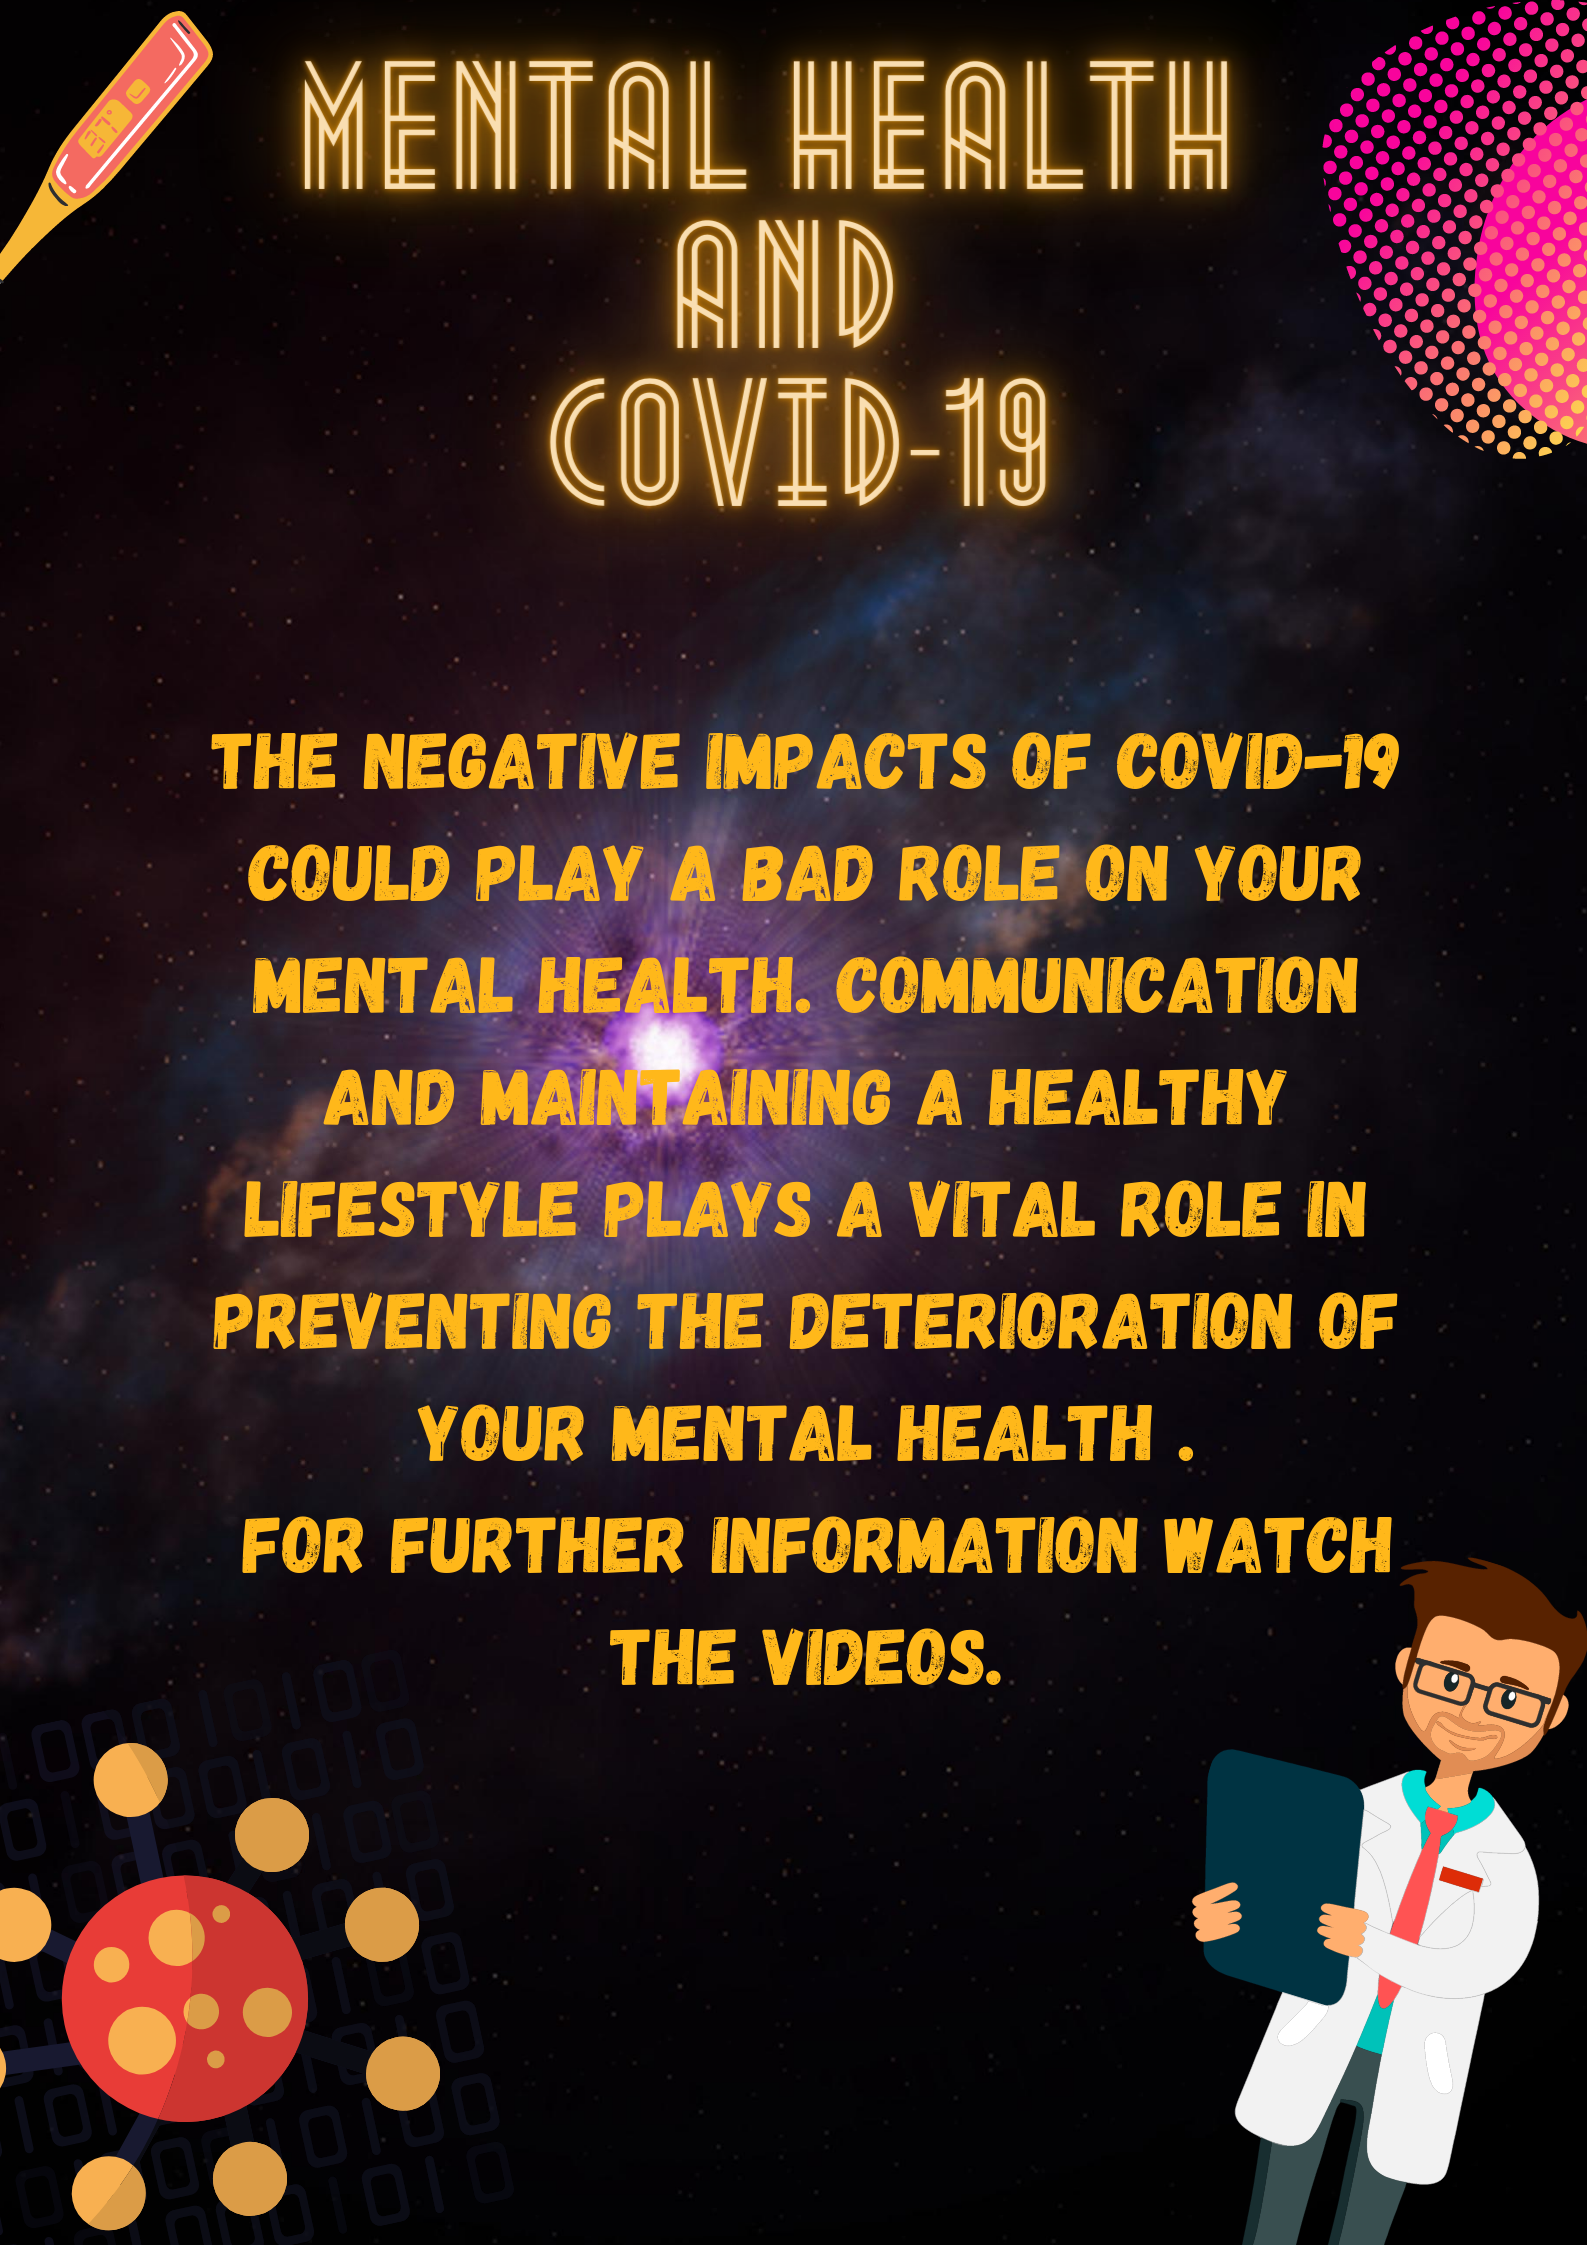 MENTAL HEALTH
AND
COVID-19
37°
THE NEGATIVE IMPACTS OF COVID-19
COULD PLAY A BAD ROLE ON YOUR
MENTAL HEALTH. COMMUNICATION
AND MAINTAINING A HEALTHY
LIFESTYLE PLAYS A VITAL ROLE IN
PREVENTING THE DETERIORATION OF
YOUR MENTAL HEALTH .
FOR FURTHER INFORMATION WATCH
THE VIDEOS.